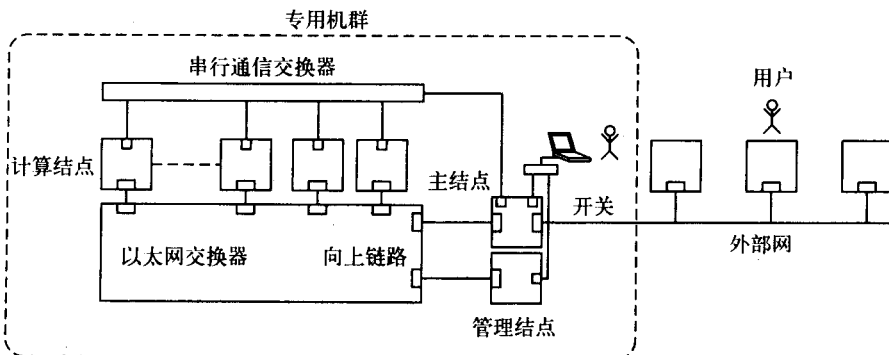 专用机群
串行通信交换器
用户
计算结点
主结点
开关
以太网交换器
向上链路
外部网
管理结点